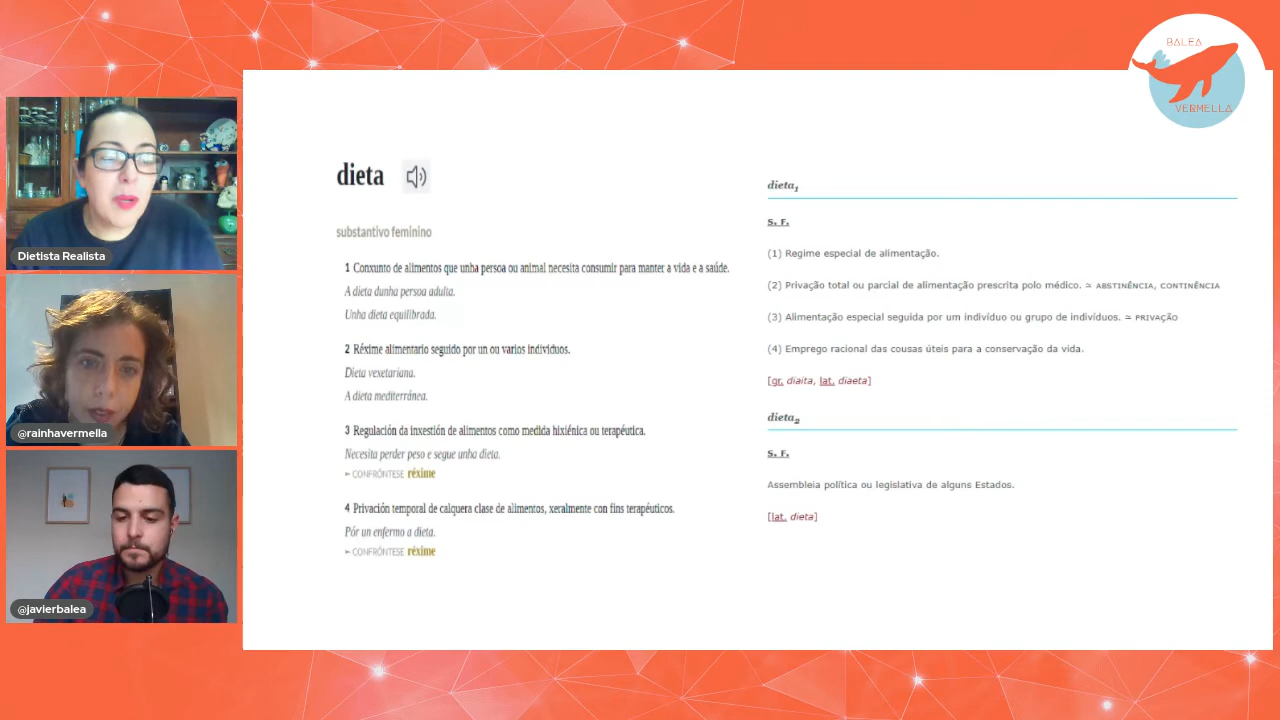 BALEA
VERMELLA
Dietista Realista
@rainhavermella
@javierbalea
dieta
substantivo feminino
1 Conxunto de alimentos que unha persoa ou animal necesita consumir para manter a vida e a saúde.
A dieta dunha persoa adulta.
Unha dieta equilibrada.
2 Réxime alimentario seguido por un ou varios individuos.
Dieta vexetariana.
A dieta mediterránea.
3 Regulación da inxestión de alimentos como medida hixiénica ou terapéutica.
Necesita perder peso e segue unha dieta.
► CONFRÓNTESE réxime
4 Privación temporal de calquera clase de alimentos, xeralmente con fins terapéuticos.
Pór un enfermo a dieta.
► CONFRÓNTESE réxime
dieta1
S. F.
(1) Regime especial de alimentação.
(2) Privação total ou parcial de alimentação prescrita polo médico. ≃ ABSTINÊNCIA, CONTINÊNCIA
(3) Alimentação especial seguida por um indivíduo ou grupo de indivíduos. ≃ PRIVAÇÃO
(4) Emprego racional das cousas úteis para a conservação da vida.
[gr. diaita, lat. diaeta]
dieta2
S. F.
Assembleia política ou legislativa de alguns Estados.
[lat. dieta]